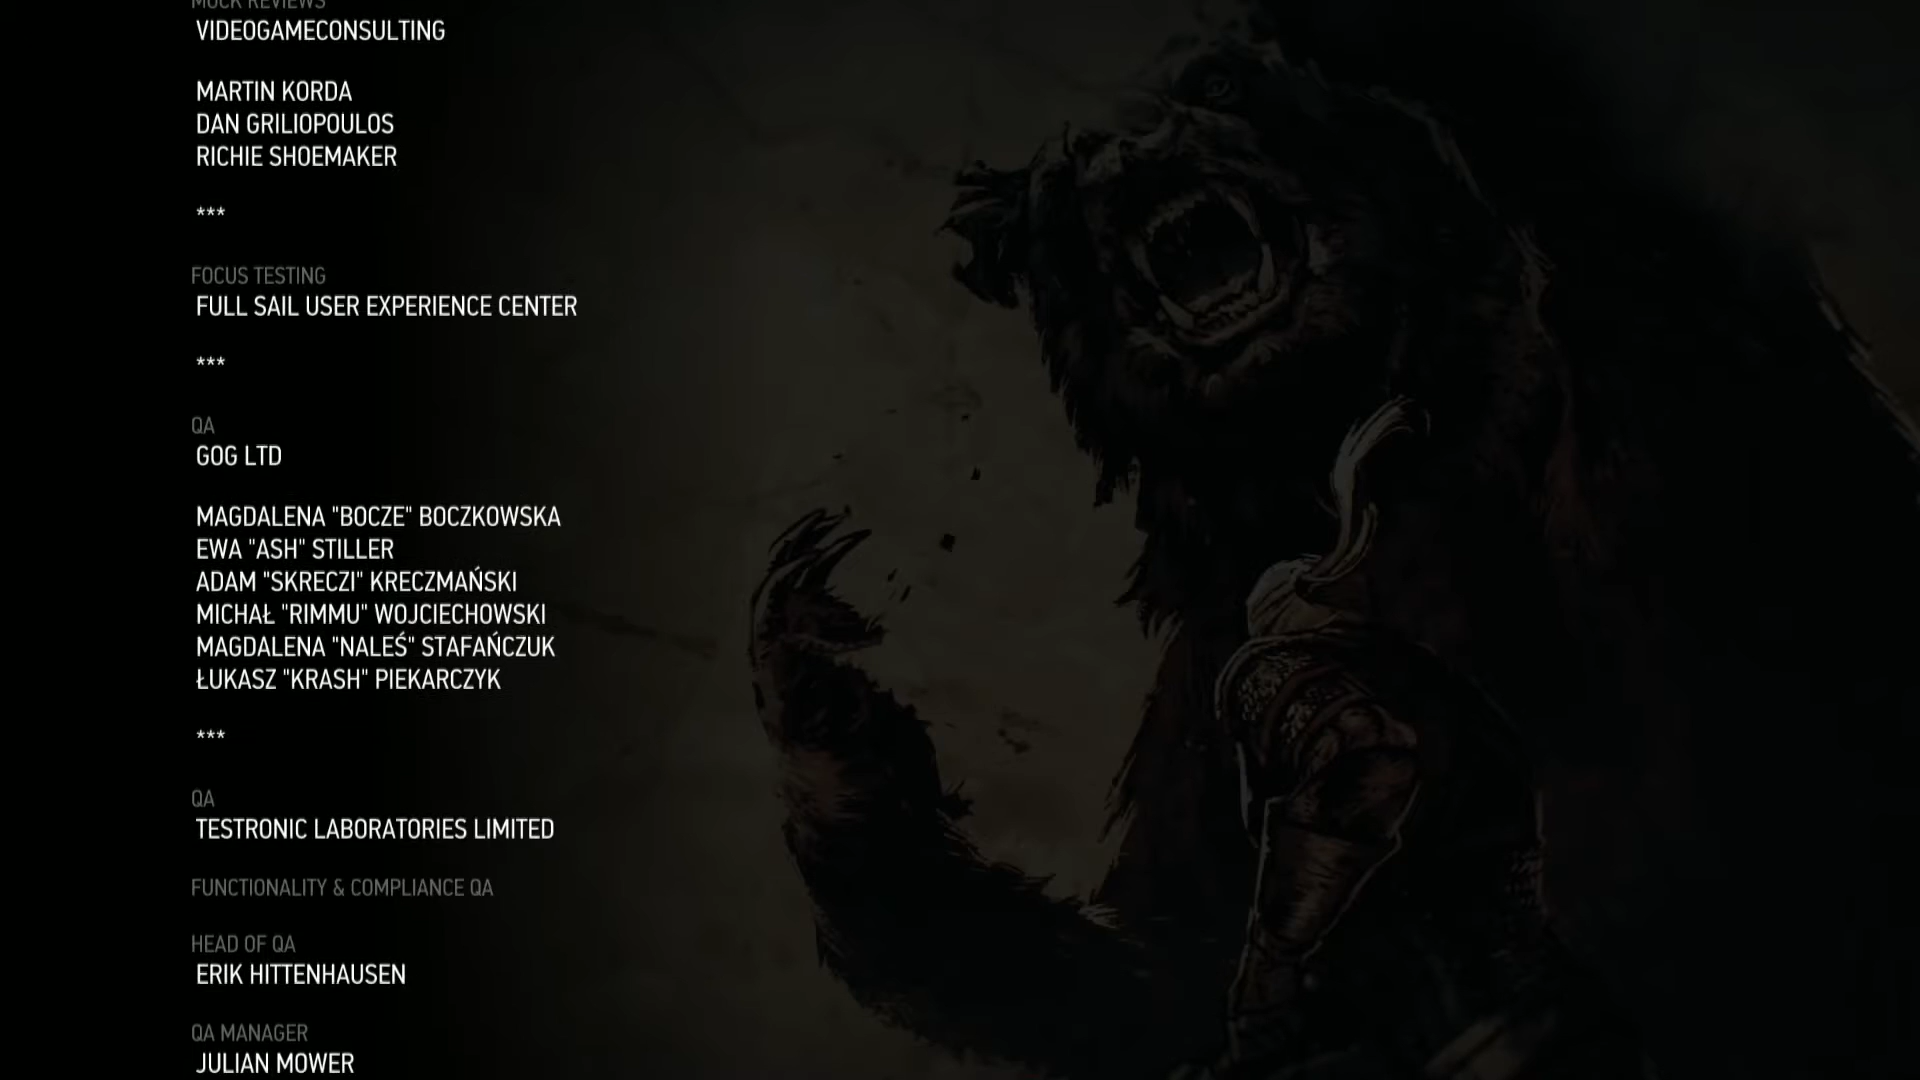 MOCK REVIEWS
VIDEOGAMECONSULTING
MARTIN KORDA
DAN GRILIOPOULOS
RICHIE SHOEMAKER
***
FOCUS TESTING
FULL SAIL USER EXPERIENCE CENTER
***
QA
GOG LTD
MAGDALENA "BOCZE" BOCZKOWSKA
EWA "ASH" STILLER
ADAM "SKRECZI" KRECZMAŃSKI
MICHAŁ "RIMMU" WOJCIECHOWSKI
MAGDALENA "NALEŚ" STAFAŃCZUK
ŁUKASZ "KRASH" PIEKARCZYK
***
QA
TESTRONIC LABORATORIES LIMITED
FUNCTIONALITY & COMPLIANCE QA
HEAD OF QA
ERIK HITTENHAUSEN
QA MANAGER
JULIAN MOWER